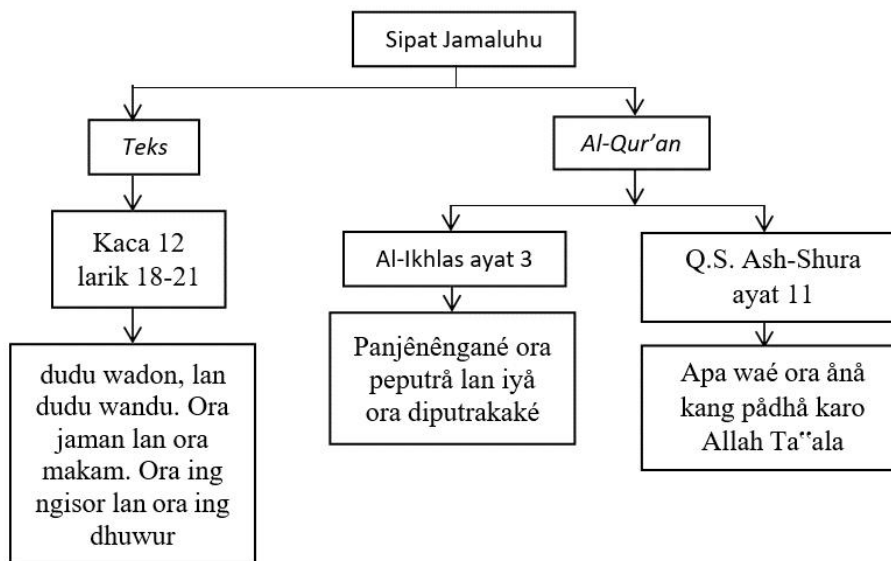 Sipat Jamaluhu
Teks
Al-Qur’an
Kaca 12
larik 18-21
Al-Ikhlas ayat 3
Q.S. Ash-Shura
ayat 11
dudu wadon, lan
dudu wandu. Ora
jaman lan ora
makam. Ora ing
ngisor lan ora ing
dhuwur
Panjênêngané ora
peputrå lan iyå
ora diputrakaké
Apa waé ora ånå
kang pådhå karo
Allah Ta‟‟ala